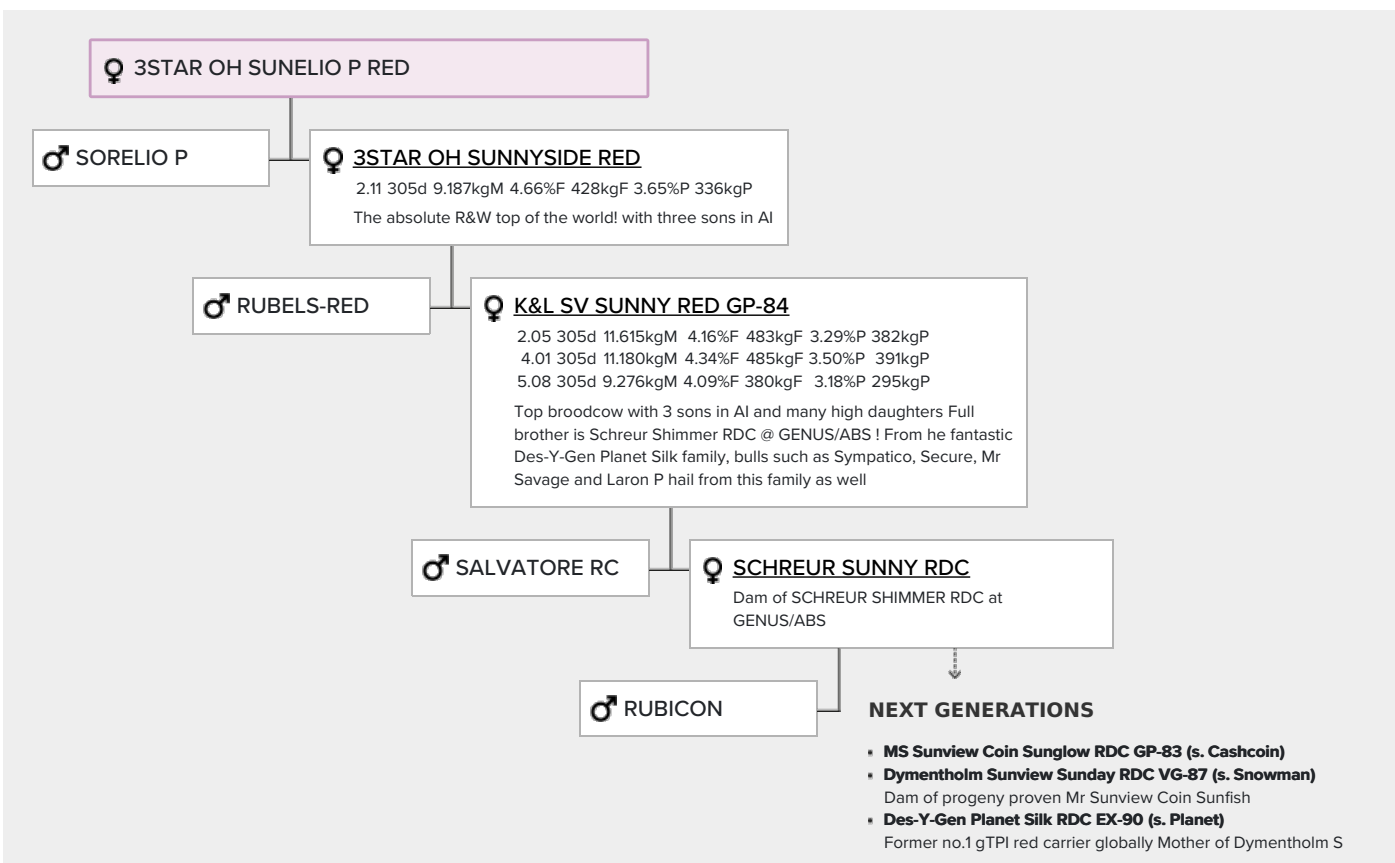 3STAR OH SUNELIO P RED
SORELIO P
3STAR OH SUNNYSIDE RED
2.11 305d 9.187kgM 4.66%F 428kgF 3.65%P 336kgP
The absolute R&W top of the world! with three sons in AI
RUBELS-RED
K&L SV SUNNY RED GP-84
2.05 305d 11.615kgM 4.16%F 483kgF 3.29%P 382kgP
4.01 305d 11.180kgM 4.34%F 485kgF 3.50%P 391kgP
5.08 305d 9.276kgM 4.09%F 380kgF 3.18%P 295kgP
Top broodcow with 3 sons in AI and many high daughters Full
brother is Schreur Shimmer RDC @ GENUS/ABS ! From he fantastic
Des-Y-Gen Planet Silk family, bulls such as Sympatico, Secure, Mr
Savage and Laron P hail from this family as well
SALVATORE RC
SCHREUR SUNNY RDC
Dam of SCHREUR SHIMMER RDC at
GENUS/ABS
RUBICON
NEXT GENERATIONS
MS Sunview Coin Sunglow RDC GP-83 (s. Cashcoin)
Dymentholm Sunview Sunday RDC VG-87 (s. Snowman)
Dam of progeny proven Mr Sunview Coin Sunfish
Des-Y-Gen Planet Silk RDC EX-90 (s. Planet)
Former no.1 gTPI red carrier globally Mother of Dymentholm S